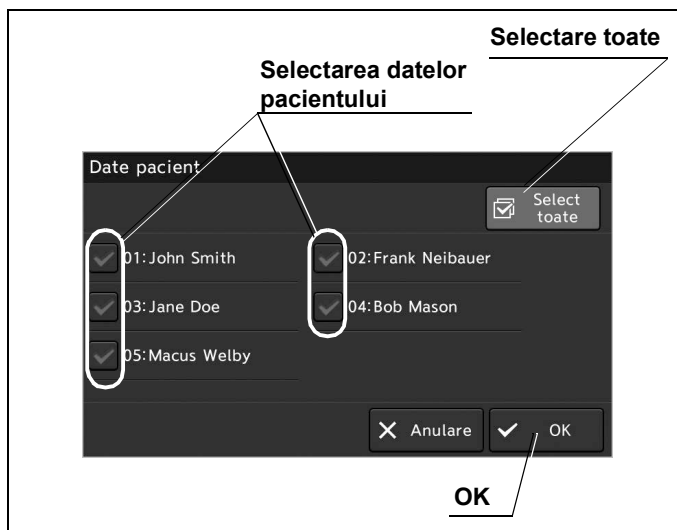 Selectare toate
Selectarea datelor
pacientului
Date pacient
Select
toate
01:John Smith
02:Frank Neibauer
03:Jane Doe
04:Bob Mason
05:Macus Welby
Anulare
OK
OK